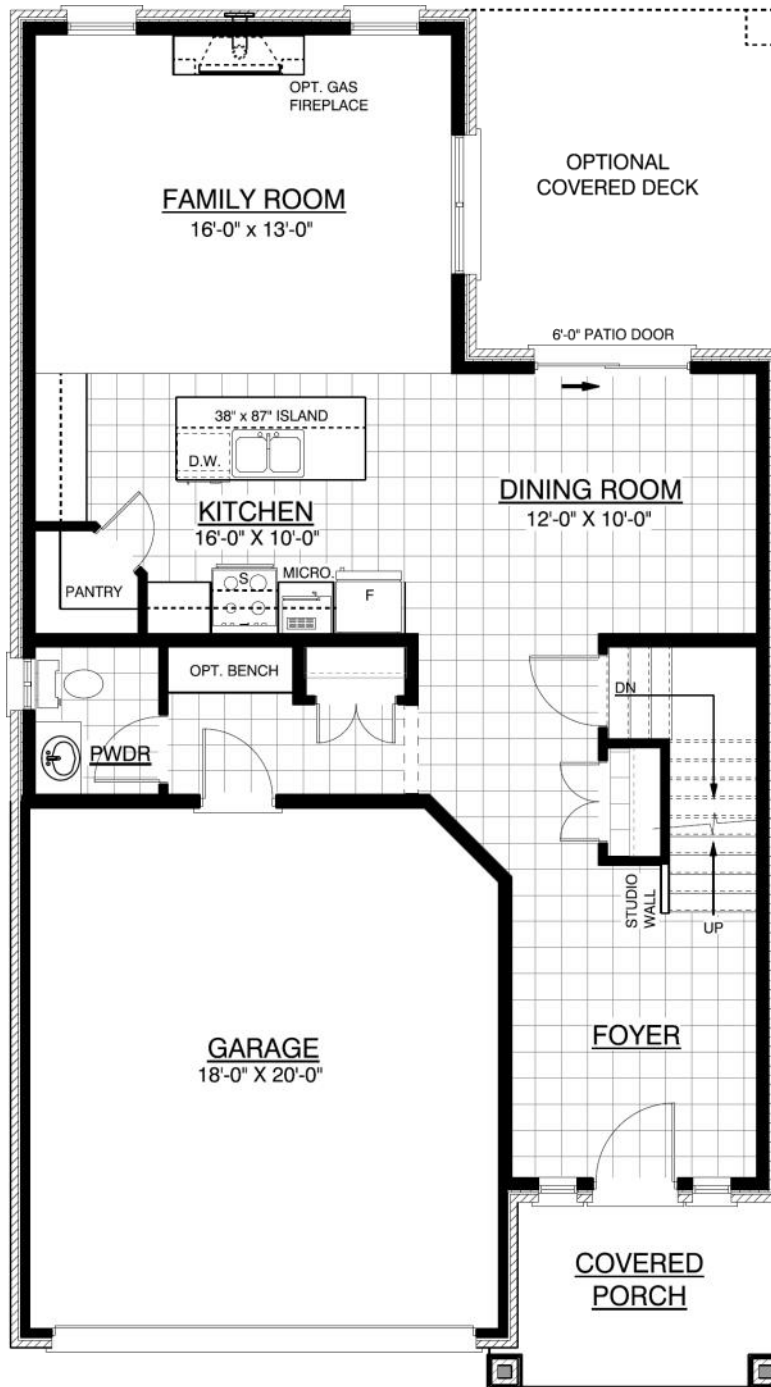 OPT. GAS
FIREPLACE
OPTIONAL
COVERED DECK
FAMILY ROOM
16'-0" x 13'-0"
6'-0" PATIO DOOR
38" x 87" ISLAND
D.W.
KITCHEN
16'-0" X 10'-0"
DINING ROOM
12'-0" X 10'-0"
PANTRY
S
MICRO.
F
OPT. BENCH
PWDR
DN
STUDIO
WALL
UP
FOYER
GARAGE
18'-0" X 20'-0"
COVERED
PORCH